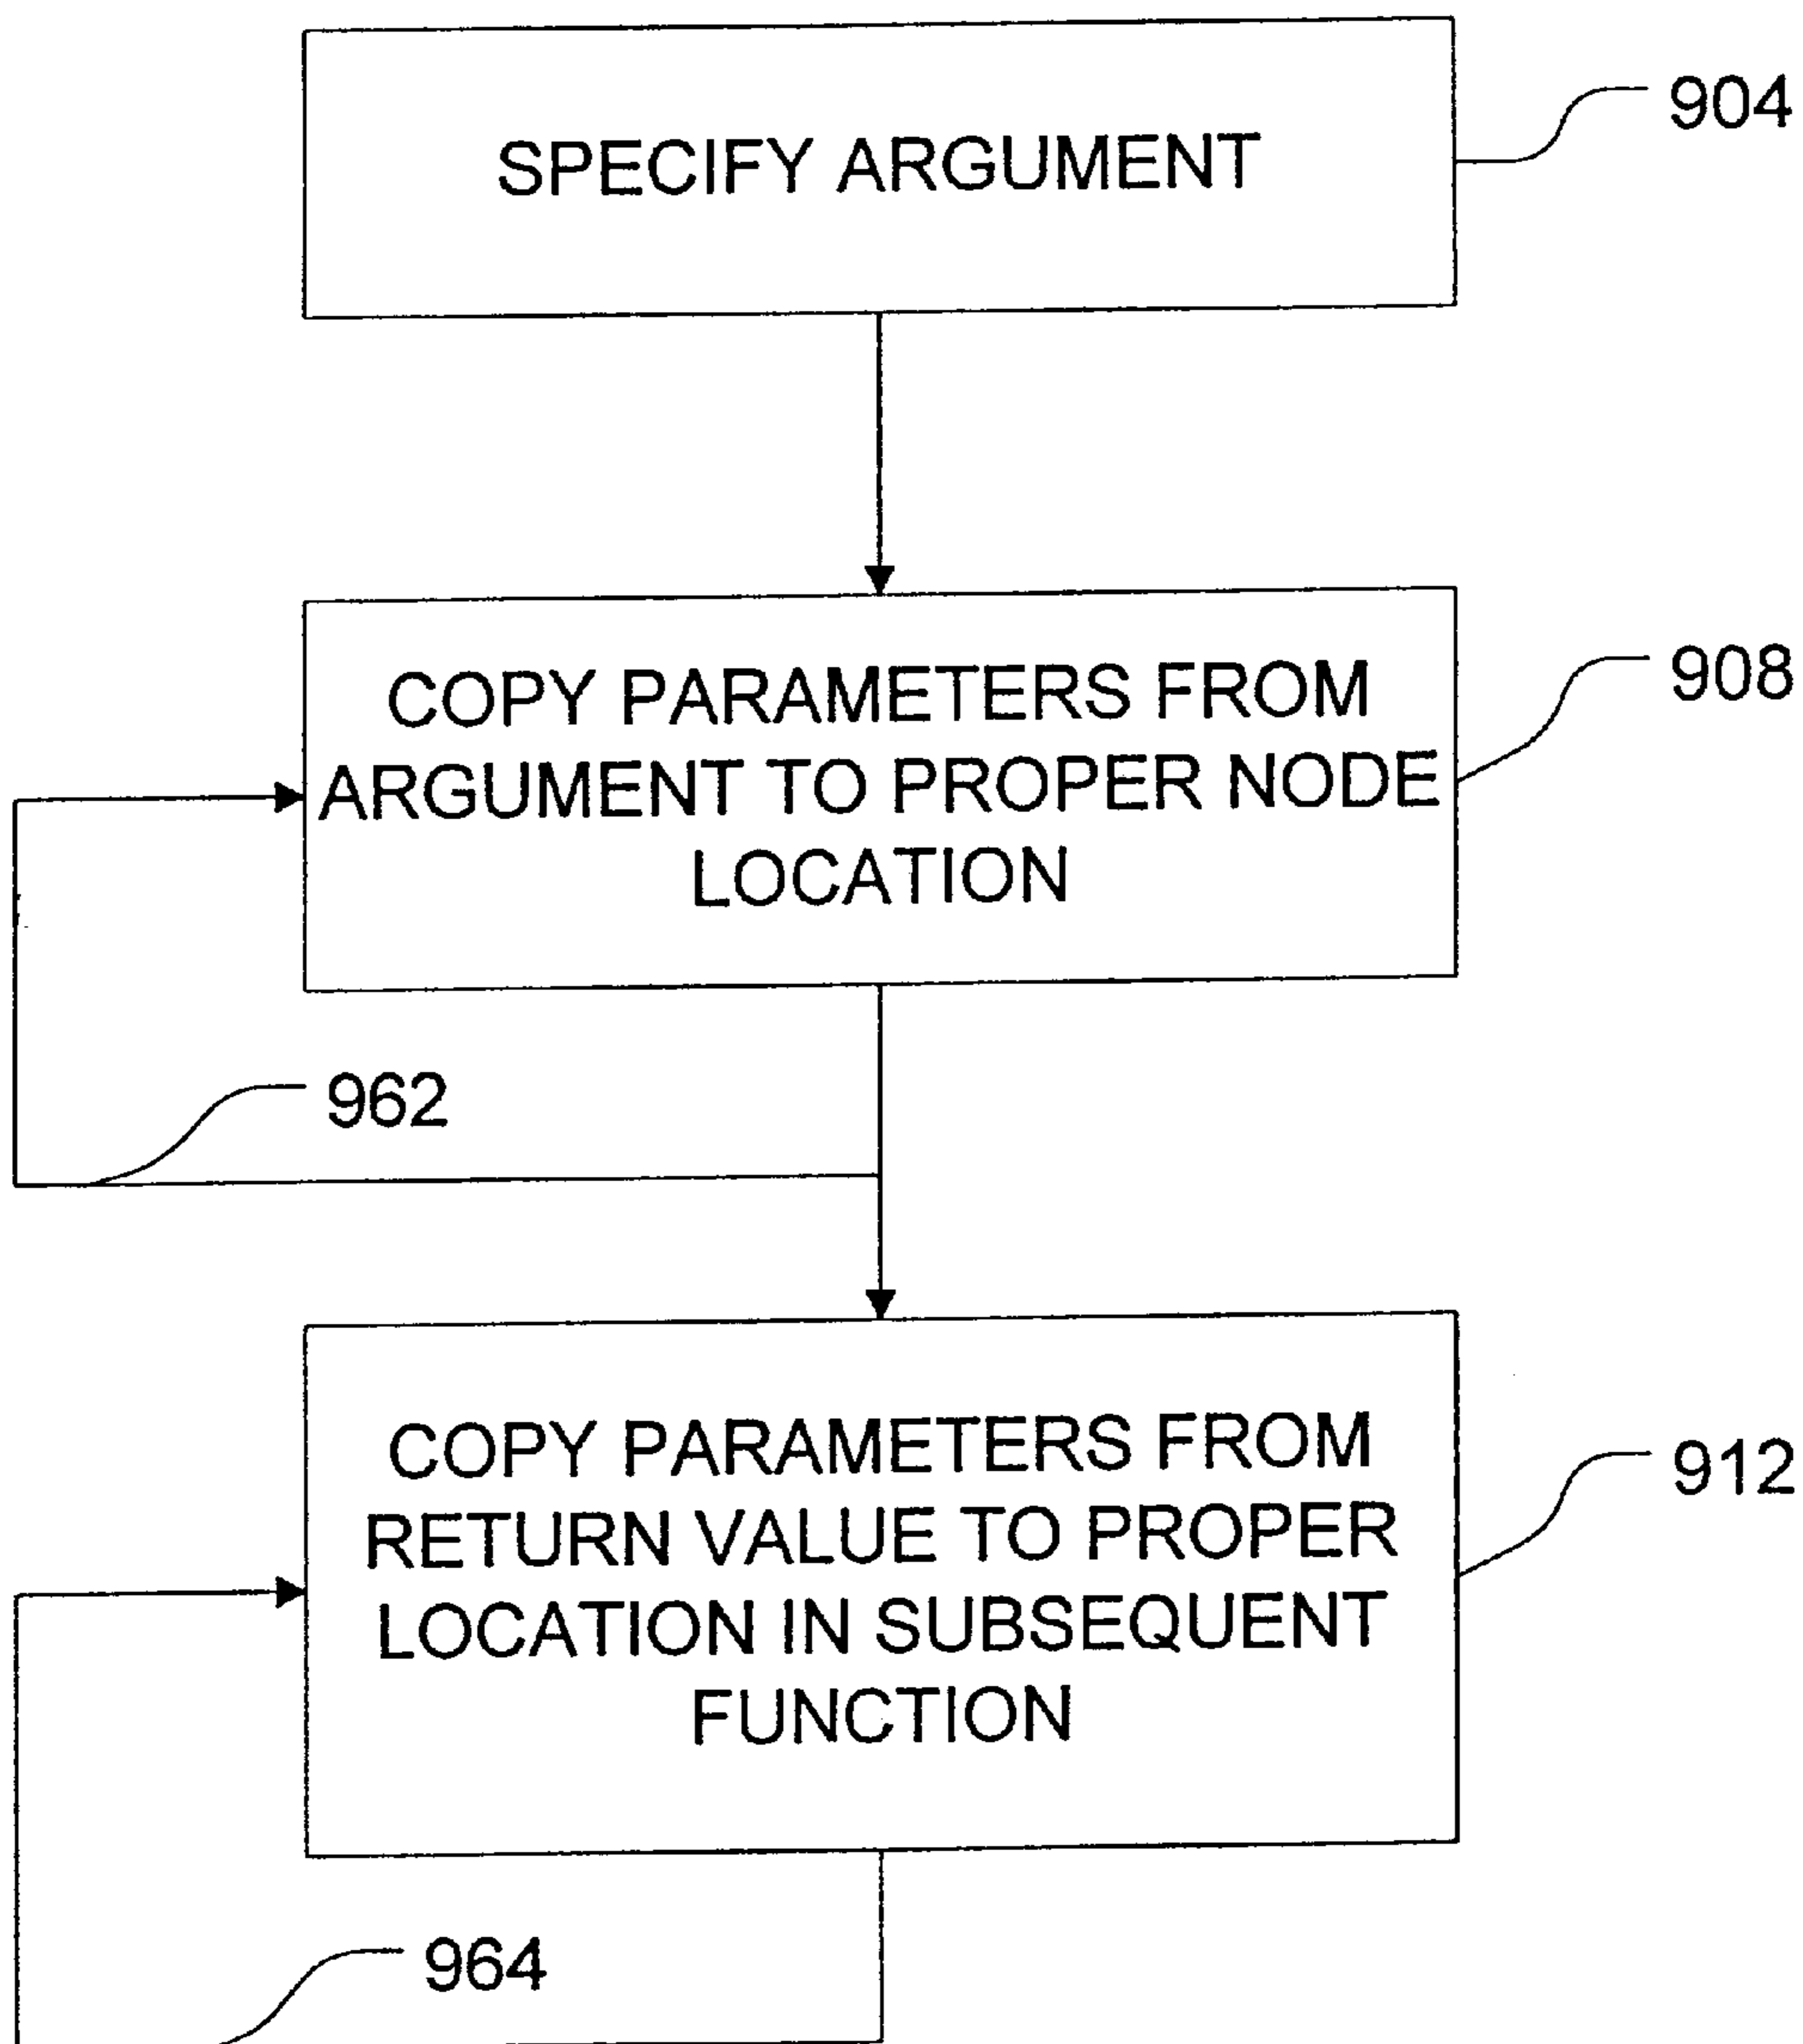 SPECIFY ARGUMENT
904
COPY PARAMETERS FROM
ARGUMENT TO PROPER NODE
LOCATION
908
962
COPY PARAMETERS FROM
RETURN VALUE TO PROPER
LOCATION IN SUBSEQUENT
FUNCTION
912
964